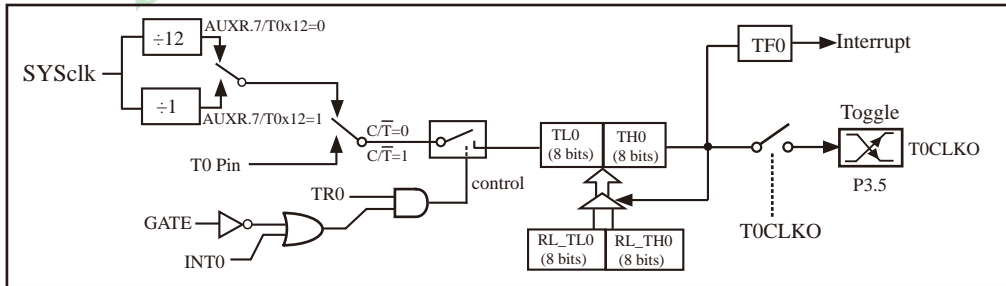 AUXR.7/T0x12=0
÷12
SYSclk
÷1
AUXR.7/T0x12=1
T0 Pin
C/T̅=0
C/T̅=1
control
TR0
GATE
INT0
TL0
(8 bits)
TH0
(8 bits)
RL_TL0
(8 bits)
RL_TH0
(8 bits)
TF0
Interrupt
Toggle
T0CLKO
P3.5
T0CLKO